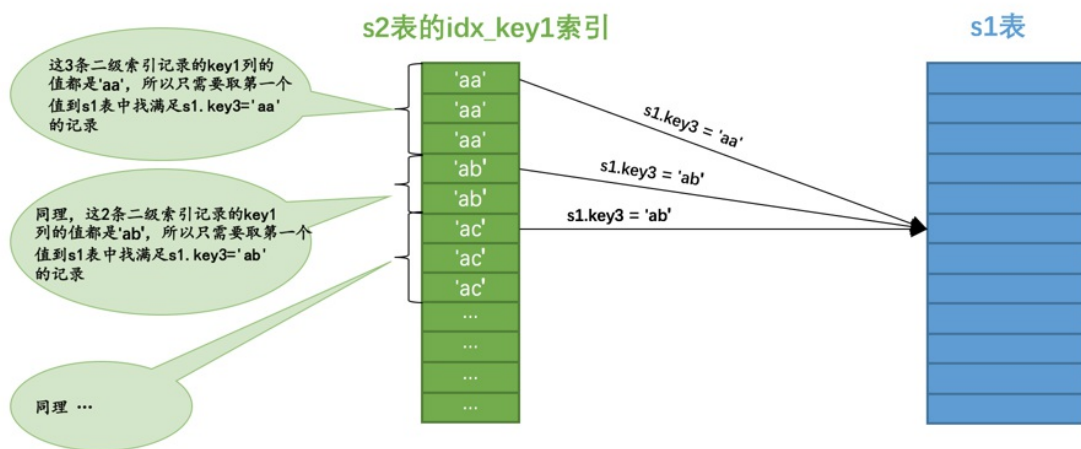 s2表的idx_key1索引
s1表
这3条二级索引记录的key1列的
值都是'aa'，所以只需要取第一个
值到s1表中找满足s1.key3='aa'
的记录
同理，这2条二级索引记录的key1
列的值都是'ab'，所以只需要取第一个
值到s1表中找满足s1.key3='ab'
的记录
同理 …
'aa'
'aa'
'aa'
'ab'
'ab'
'ac'
'ac'
'ac'
…
…
…
…
s1.key3 = 'aa'
s1.key3 = 'ab'
s1.key3 = 'ab'